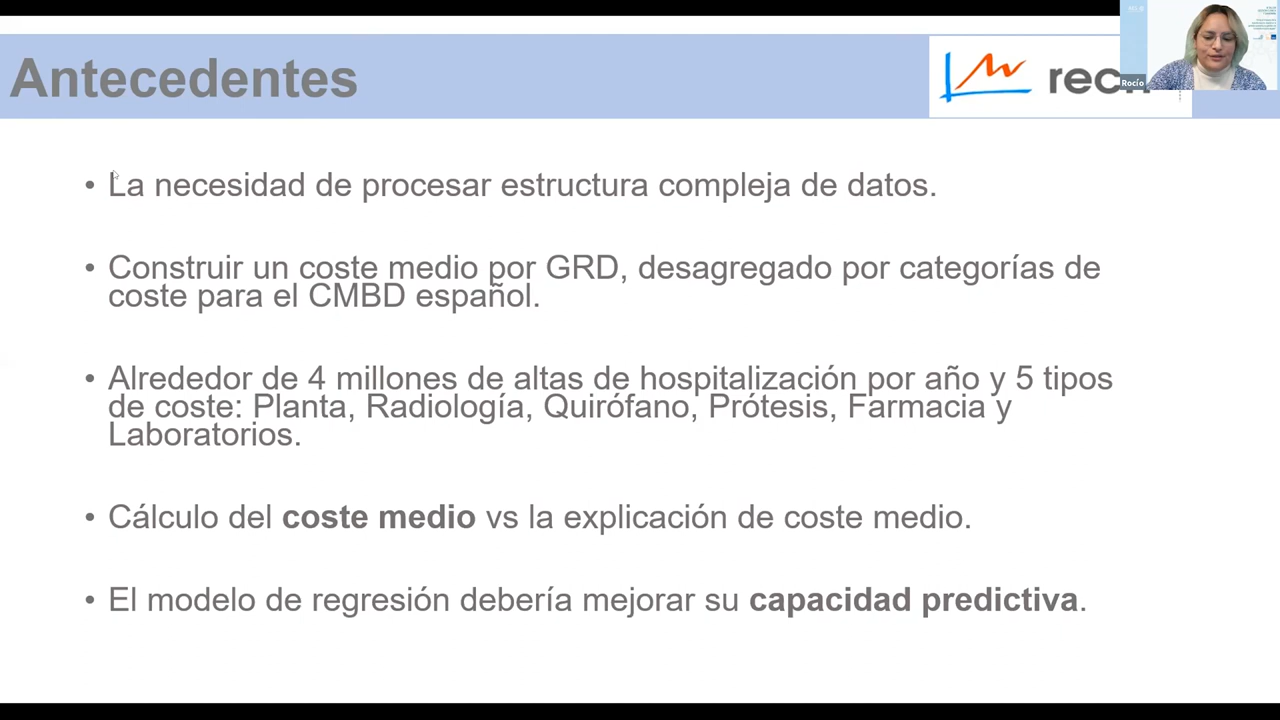 Antecedentes
Rocío
• La necesidad de procesar estructura compleja de datos.
• Construir un coste medio por GRD, desagregado por categorías de
coste para el CMBD español.
• Alrededor de 4 millones de altas de hospitalización por año y 5 tipos
de coste: Planta, Radiología, Quirófano, Prótesis, Farmacia y
Laboratorios.
• Cálculo del coste medio vs la explicación de coste medio.
• El modelo de regresión debería mejorar su capacidad predictiva.